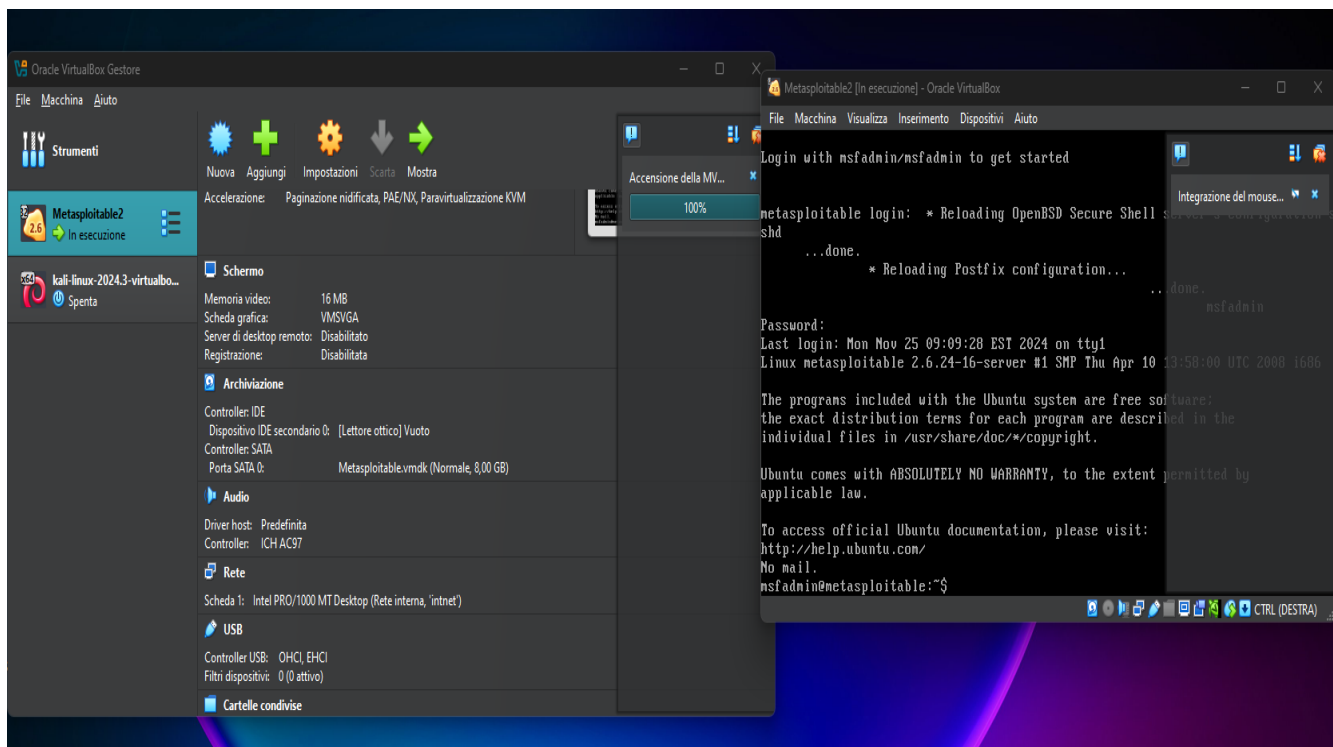 Oracle VirtualBox Gestore
File Macchina Aiuto
Strumenti
Nuova Aggiungi Impostazioni Scarta Mostra
Metasploitable2
2.6
In esecuzione
kali-linux-2024.3-virtualbo...
x64
Spenta
Accelerazione: Paginazione nidificata, PAE/NX, Paravirtualizzazione KVM
Schermo
Memoria video: 16 MB
Scheda grafica: VMSVGA
Server di desktop remoto: Disabilitato
Registrazione: Disabilitata
Archiviazione
Controller: IDE
Dispositivo IDE secondario 0: [Lettore ottico] Vuoto
Controller: SATA
Porta SATA 0: Metasploitable.vmdk (Normale, 8,00 GB)
Audio
Driver host: Predefinita
Controller: ICH AC97
Rete
Scheda 1: Intel PRO/1000 MT Desktop (Rete interna, 'intnet')
USB
Controller USB: OHCI, EHCI
Filtri dispositivi: 0 (0 attivo)
Cartelle condivise
Accensione della MV...
100%
Metasploitable2 [In esecuzione] - Oracle VirtualBox
File Macchina Visualizza Inserimento Dispositivi Aiuto
Login with msfadmin/msfadmin to get started
metasploitable login: * Reloading OpenBSD Secure Shell
shd
...done.
* Reloading Postfix configuration...
...done.
msfadmin
Password:
Last login: Mon Nov 25 09:09:28 EST 2024 on tty1
Linux metasploitable 2.6.24-16-server #1 SMP Thu Apr 10 13:58:00 UTC 2008 i686
The programs included with the Ubuntu system are free software;
the exact distribution terms for each program are described in the
individual files in /usr/share/doc/*/copyright.
Ubuntu comes with ABSOLUTELY NO WARRANTY, to the extent permitted by
applicable law.
To access official Ubuntu documentation, please visit:
http://help.ubuntu.com/
No mail.
msfadmin@metasploitable:~$
Integrazione del mouse...
CTRL (DESTRA)